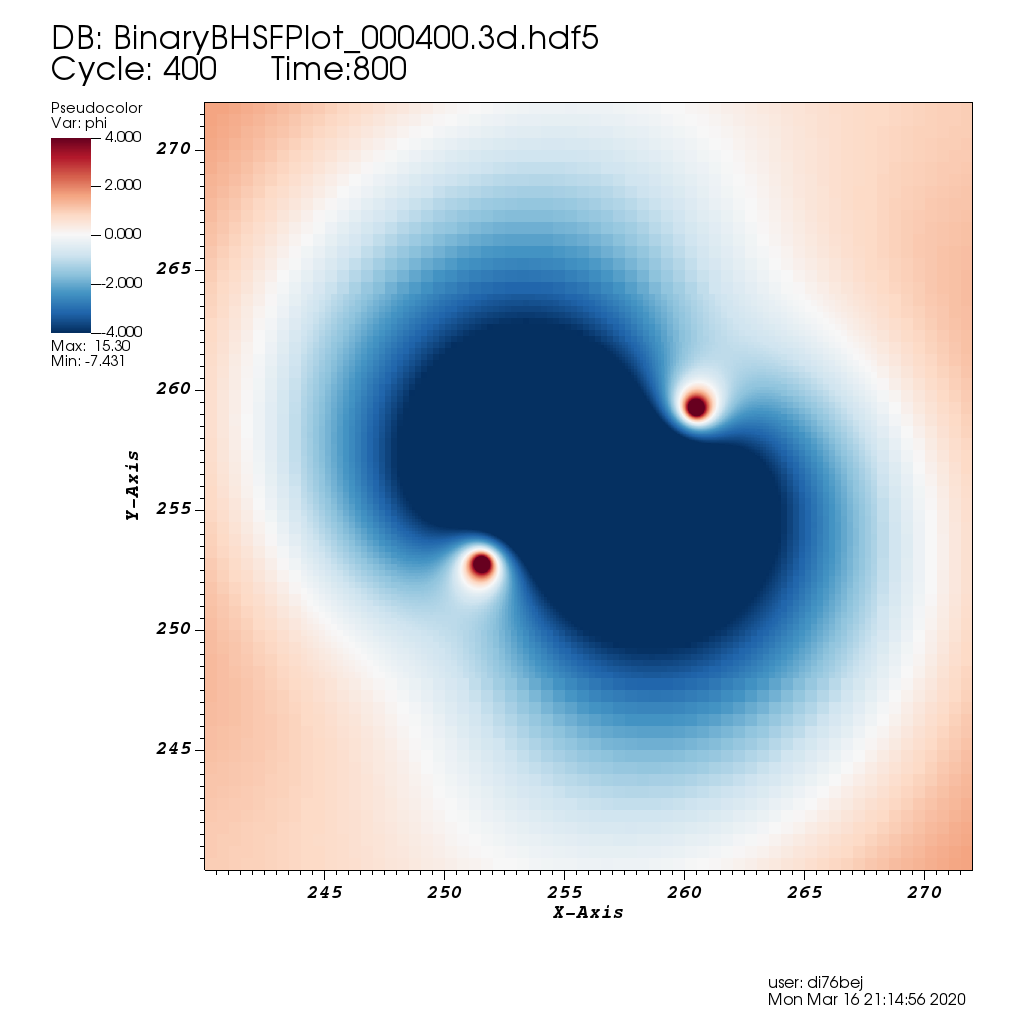 DB: BinaryBHSFPlot_000400.3d.hdf5
Cycle: 400 Time:800
Pseudocolor
Var: phi
4.000
2.000
0.000
-2.000
-4.000
Max: 15.30
Min: -7.431
270
265
260
255
250
245
Y-Axis
245 250 255 260 265 270
X-Axis
user: di76bej
Mon Mar 16 21:14:56 2020